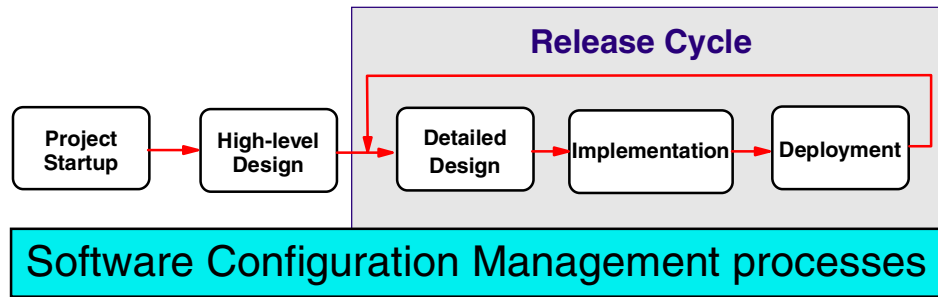 Release Cycle
Project
Startup
High-level
Design
Detailed
Design
Implementation
Deployment
Software Configuration Management processes